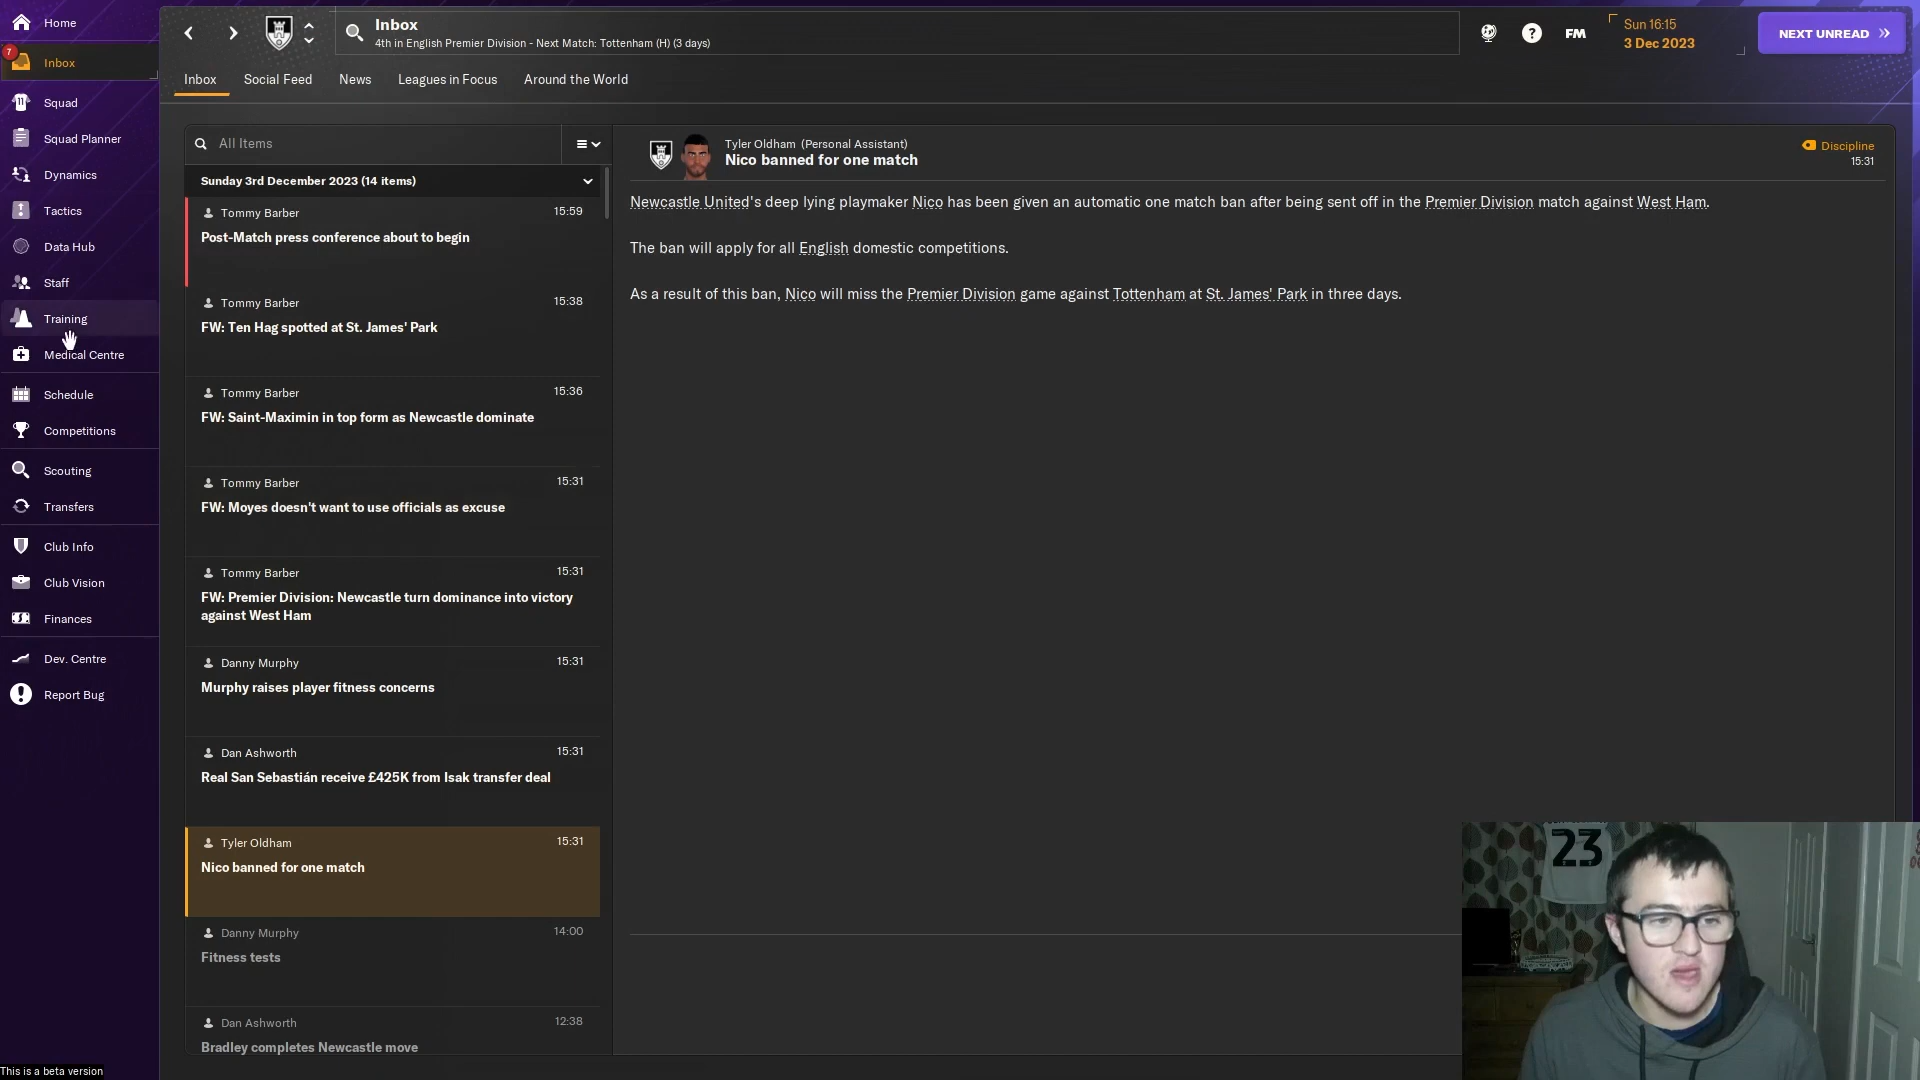 Home
7
Inbox
Squad
Squad Planner
Dynamics
Tactics
Data Hub
Staff
Training
Medical Centre
Schedule
Competitions
Scouting
Transfers
Club Info
Club Vision
Finances
Dev. Centre
Report Bug
This is a beta version
Inbox
4th in English Premier Division - Next Match: Tottenham (H) (3 days)
FM
Sun 16:15
3 Dec 2023
NEXT UNREAD
Inbox Social Feed News Leagues in Focus Around the World
All Items
Sunday 3rd December 2023 (14 items)
Tommy Barber 15:59
Post-Match press conference about to begin
Tommy Barber 15:38
FW: Ten Hag spotted at St. James' Park
Tommy Barber 15:36
FW: Saint-Maximin in top form as Newcastle dominate
Tommy Barber 15:31
FW: Moyes doesn't want to use officials as excuse
Tommy Barber 15:31
FW: Premier Division: Newcastle turn dominance into victory
against West Ham
Danny Murphy 15:31
Murphy raises player fitness concerns
Dan Ashworth 15:31
Real San Sebastián receive £425K from Isak transfer deal
Tyler Oldham 15:31
Nico banned for one match
Danny Murphy 14:00
Fitness tests
Dan Ashworth 12:38
Bradley completes Newcastle move
Tyler Oldham (Personal Assistant)
Nico banned for one match
Discipline
15:31
Newcastle United's deep lying playmaker Nico has been given an automatic one match ban after being sent off in the Premier Division match against West Ham.
The ban will apply for all English domestic competitions.
As a result of this ban, Nico will miss the Premier Division game against Tottenham at St. James' Park in three days.
23